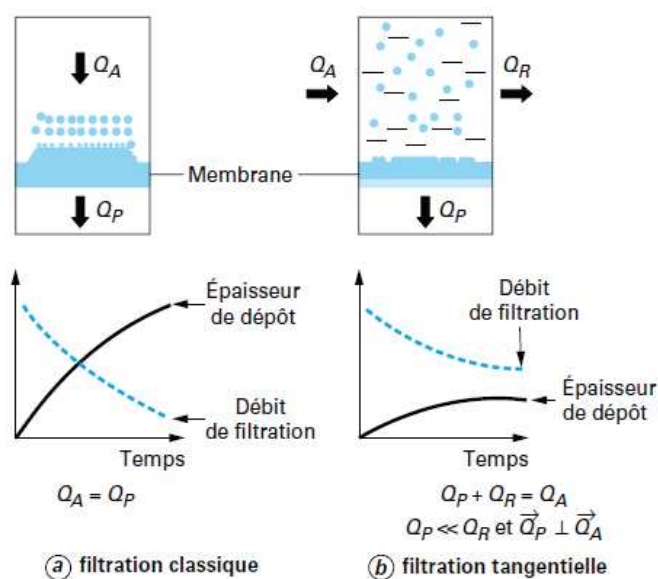 Q_A
Q_A
Q_R
Membrane
Q_P
Q_P
Épaisseur
de dépôt
Débit
de filtration
Temps
Débit
de filtration
Épaisseur
de dépôt
Temps
Q_A = Q_P
Q_P + Q_R = Q_A
Q_P ≪ Q_R et Q⃗_P ⊥ Q⃗_A
a filtration classique
b filtration tangentielle